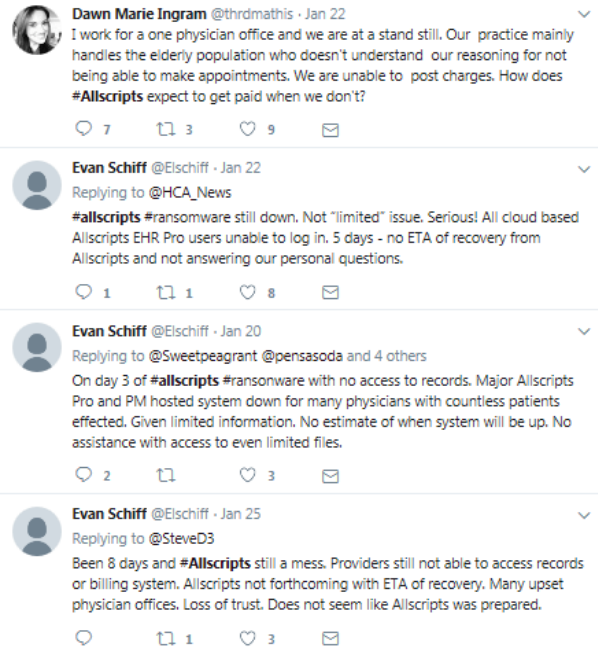 Dawn Marie Ingram @thrdmathis · Jan 22
I work for a one physician office and we are at a stand still. Our practice mainly
handles the elderly population who doesn't understand our reasoning for not
being able to make appointments. We are unable to post charges. How does
#Allscripts expect to get paid when we don't?
7 3 9
Evan Schiff @Elschiff · Jan 22
Replying to @HCA_News
#allscripts #ransomware still down. Not "limited" issue. Serious! All cloud based
Allscripts EHR Pro users unable to log in. 5 days - no ETA of recovery from
Allscripts and not answering our personal questions.
1 1 8
Evan Schiff @Elschiff · Jan 20
Replying to @Sweetpeagrant @pensasoda and 4 others
On day 3 of #allscripts #ransonware with no access to records. Major Allscripts
Pro and PM hosted system down for many physicians with countless patients
effected. Given limited information. No estimate of when system will be up. No
assistance with access to even limited files.
2 3
Evan Schiff @Elschiff · Jan 25
Replying to @SteveD3
Been 8 days and #Allscripts still a mess. Providers still not able to access records
or billing system. Allscripts not forthcoming with ETA of recovery. Many upset
physician offices. Loss of trust. Does not seem like Allscripts was prepared.
1 3